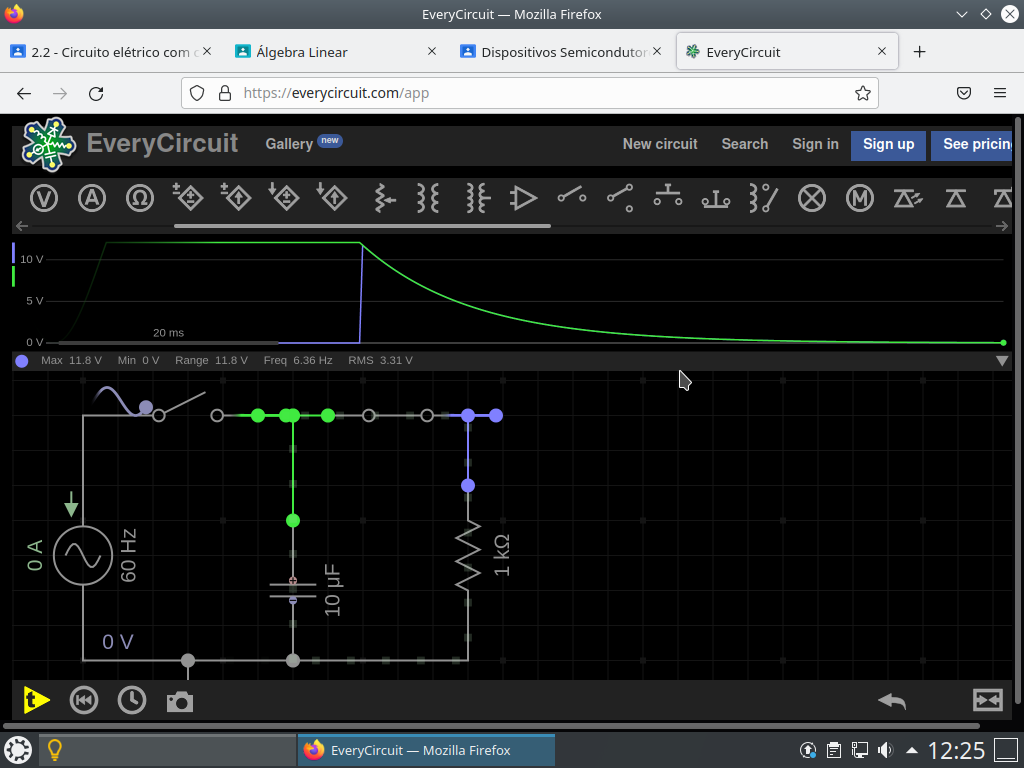 EveryCircuit — Mozilla Firefox
2.2 - Circuito elétrico com c
Álgebra Linear
Dispositivos Semicondutor
EveryCircuit
https://everycircuit.com/app
EveryCircuit
Gallery new
New circuit
Search
Sign in
Sign up
See pricing
V A Ω M
10 V
5 V
0 V
20 ms
Max 11.8 V Min 0 V Range 11.8 V Freq 6.36 Hz RMS 3.31 V
0 A
60 Hz
10 µF
1 kΩ
0 V
t
EveryCircuit — Mozilla Firefox
12:25